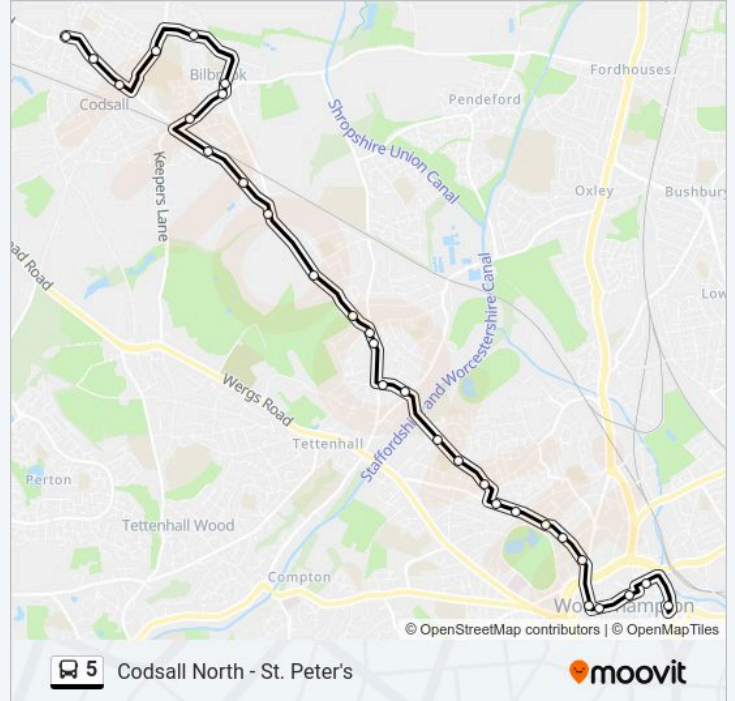 Fordhouses
Bilbrook
Codsall
Pendeford
Shropshire Union Canal
Keepers Lane
Oxley
Bushbury
ead Road
Low
Staffordshire and Worcestershire Canal
Wergs Road
Tettenhall
Perton
Tettenhall Wood
Compton
Wolverhampton
© OpenStreetMap contributors | © OpenMapTiles
5 Codsall North - St. Peter's
moovit